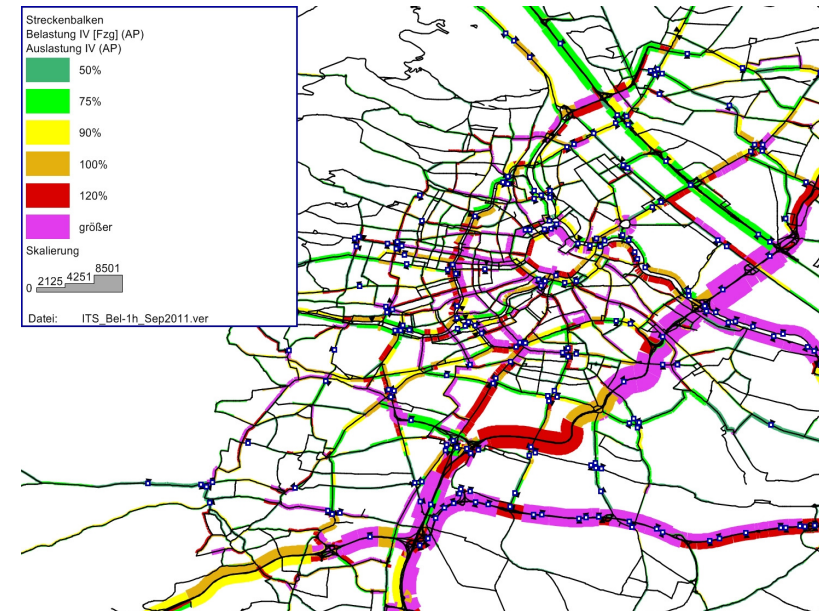 Streckenbalken
Belastung IV [Fzg] (AP)
Auslastung IV (AP)
50%
75%
90%
100%
120%
größer
Skalierung
0 2125 4251 8501
Datei: ITS_Bel-1h_Sep2011.ver